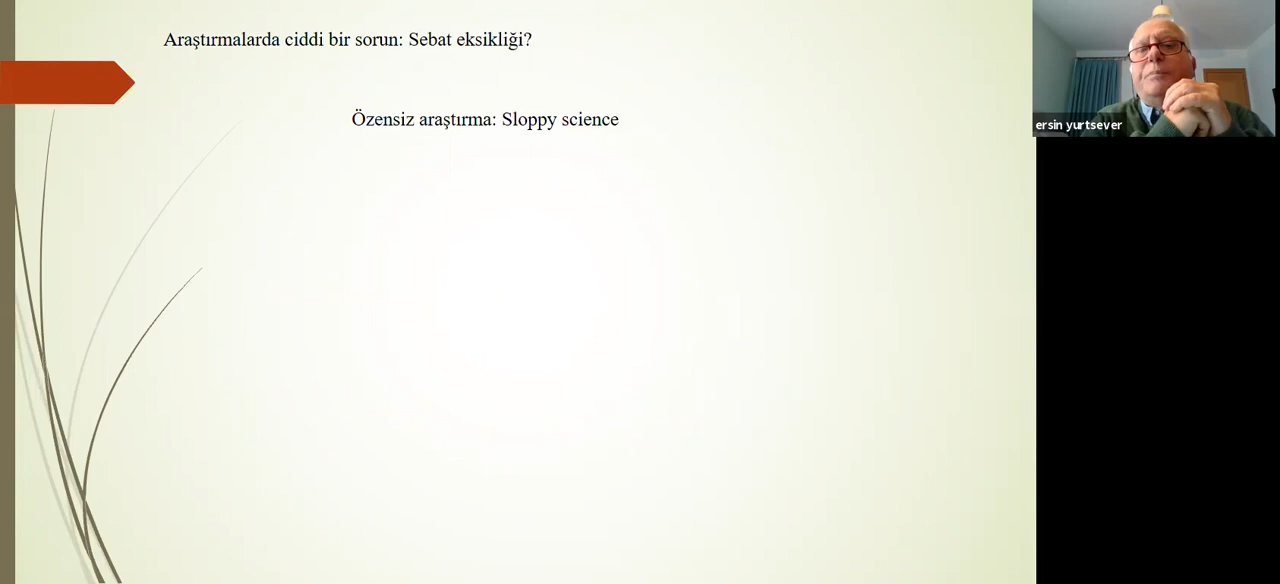 Araştırmalarda ciddi bir sorun: Sebat eksikliği?
Özensiz araştırma: Sloppy science
ersin yurtsever